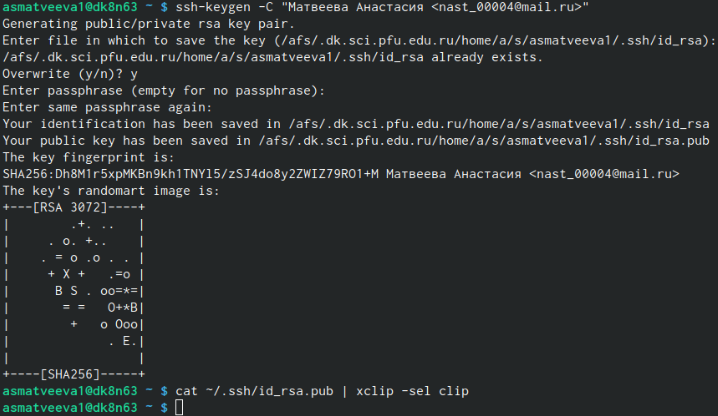 asmatveeva1@dk8n63 ~ $ ssh-keygen -C "Матвеева Анастасия <nast_00004@mail.ru>"
Generating public/private rsa key pair.
Enter file in which to save the key (/afs/.dk.sci.pfu.edu.ru/home/a/s/asmatveeva1/.ssh/id_rsa):
/afs/.dk.sci.pfu.edu.ru/home/a/s/asmatveeva1/.ssh/id_rsa already exists.
Overwrite (y/n)? y
Enter passphrase (empty for no passphrase):
Enter same passphrase again:
Your identification has been saved in /afs/.dk.sci.pfu.edu.ru/home/a/s/asmatveeva1/.ssh/id_rsa
Your public key has been saved in /afs/.dk.sci.pfu.edu.ru/home/a/s/asmatveeva1/.ssh/id_rsa.pub
The key fingerprint is:
SHA256:Dh8M1r5xpMKBn9kh1TNYl5/zSJ4do8y2ZWIZ79RO1+M Матвеева Анастасия <nast_00004@mail.ru>
The key's randomart image is:
+---[RSA 3072]----+
|        .+. ..   |
|     . o. +..    |
|    . = o .o . . |
|     + X +   .=o |
|      B S . oo=*=|
|       = =   O+*B|
|        +   o Ooo|
|             . E.|
|                 |
+----[SHA256]-----+
asmatveeva1@dk8n63 ~ $ cat ~/.ssh/id_rsa.pub | xclip -sel clip
asmatveeva1@dk8n63 ~ $